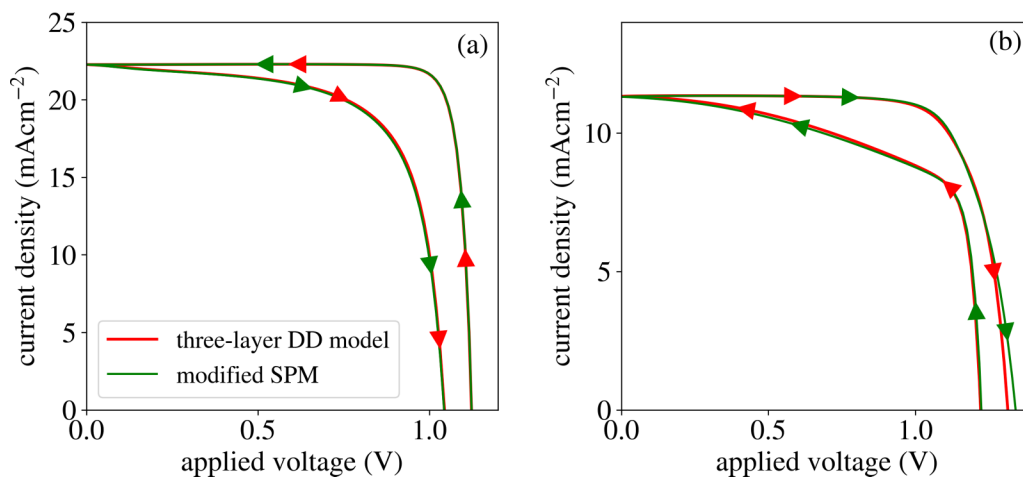 25
20
15
10
5
0
current density (mAcm⁻²)
(a)
three-layer DD model
modified SPM
0.0
0.5
1.0
applied voltage (V)
10
5
0
current density (mAcm⁻²)
(b)
0.0
0.5
1.0
applied voltage (V)